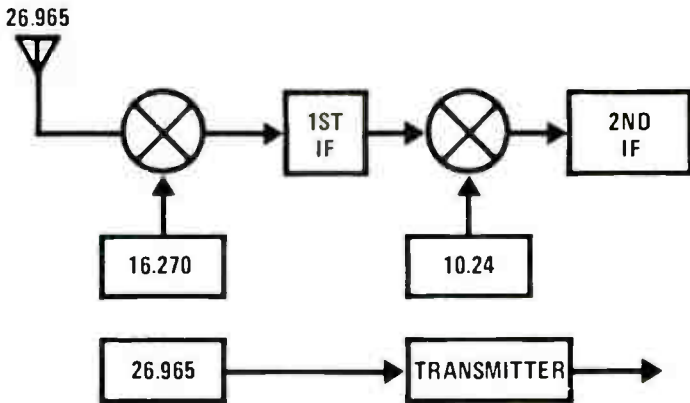 26.965
1ST
IF
2ND
IF
16.270
10.24
26.965
TRANSMITTER